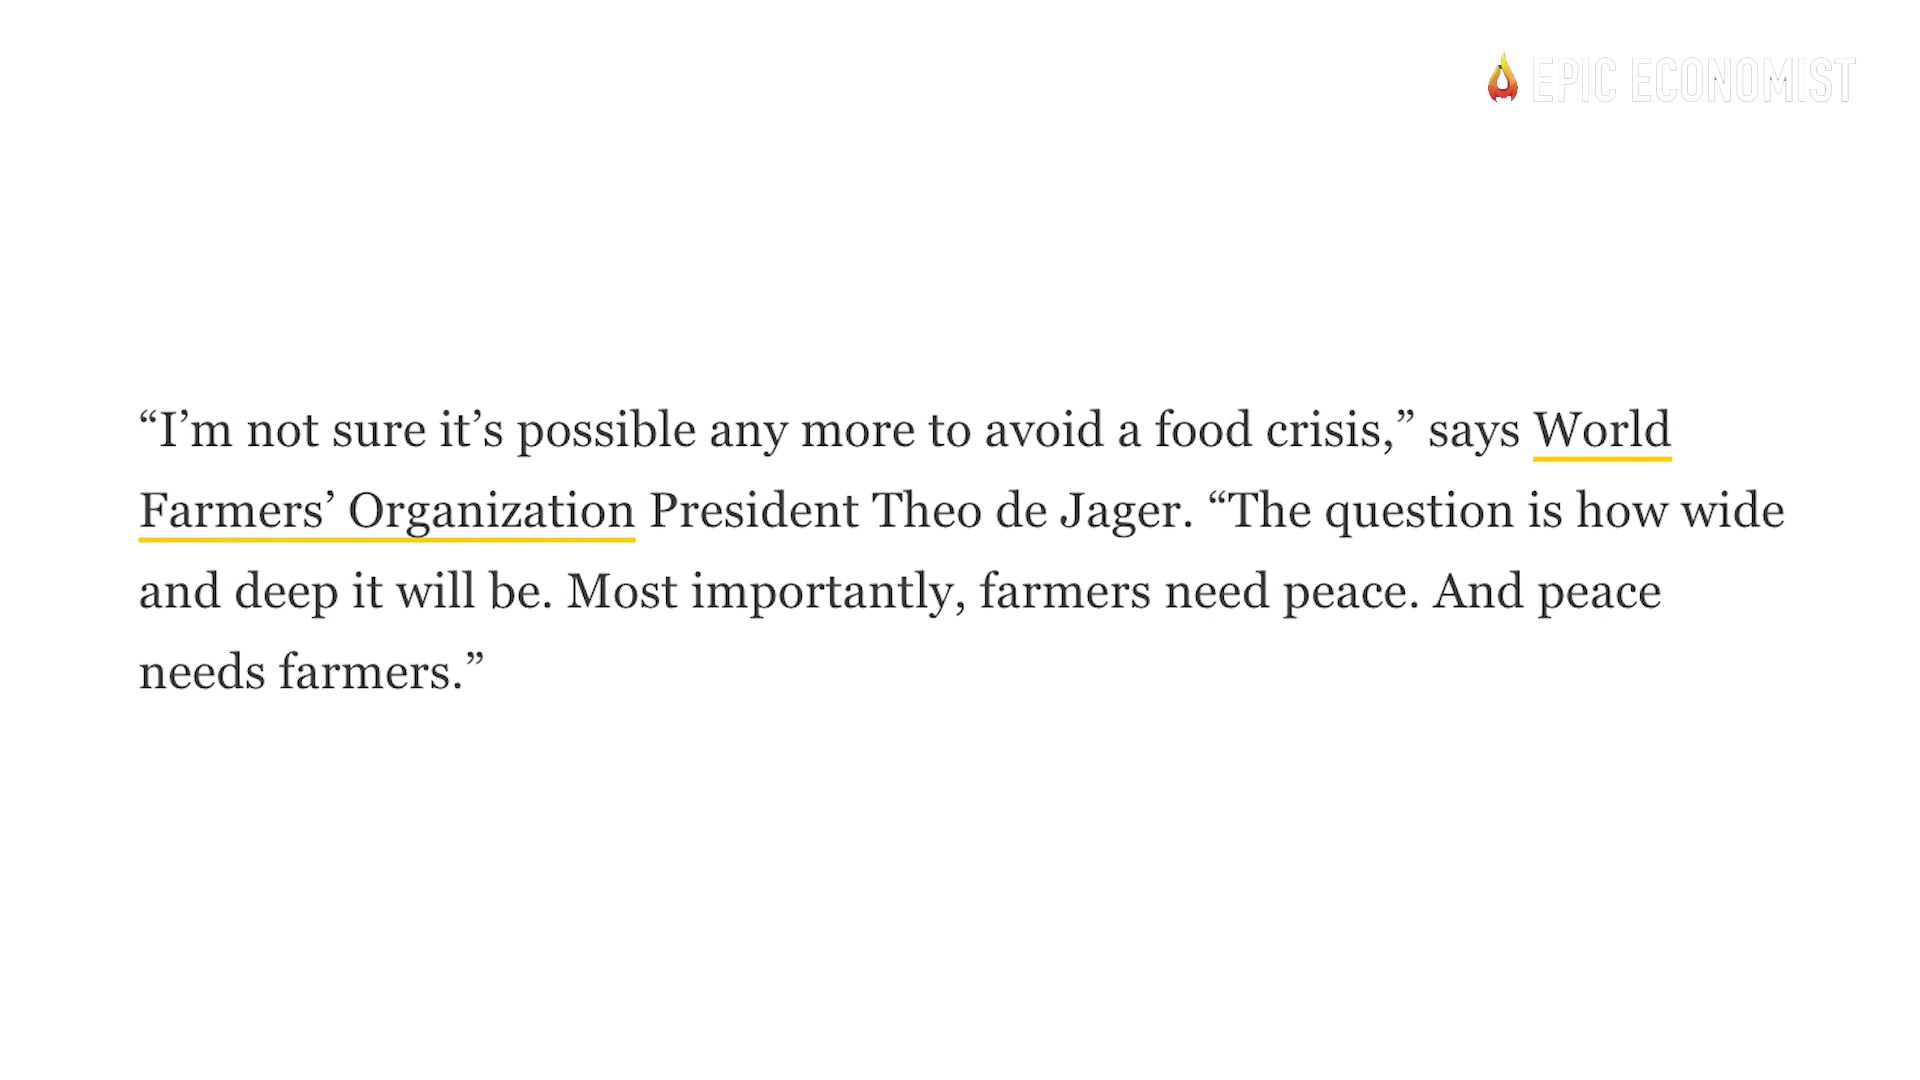 EPIC ECONOMIST
“I’m not sure it’s possible any more to avoid a food crisis,” says World
Farmers’ Organization President Theo de Jager. “The question is how wide
and deep it will be. Most importantly, farmers need peace. And peace
needs farmers.”